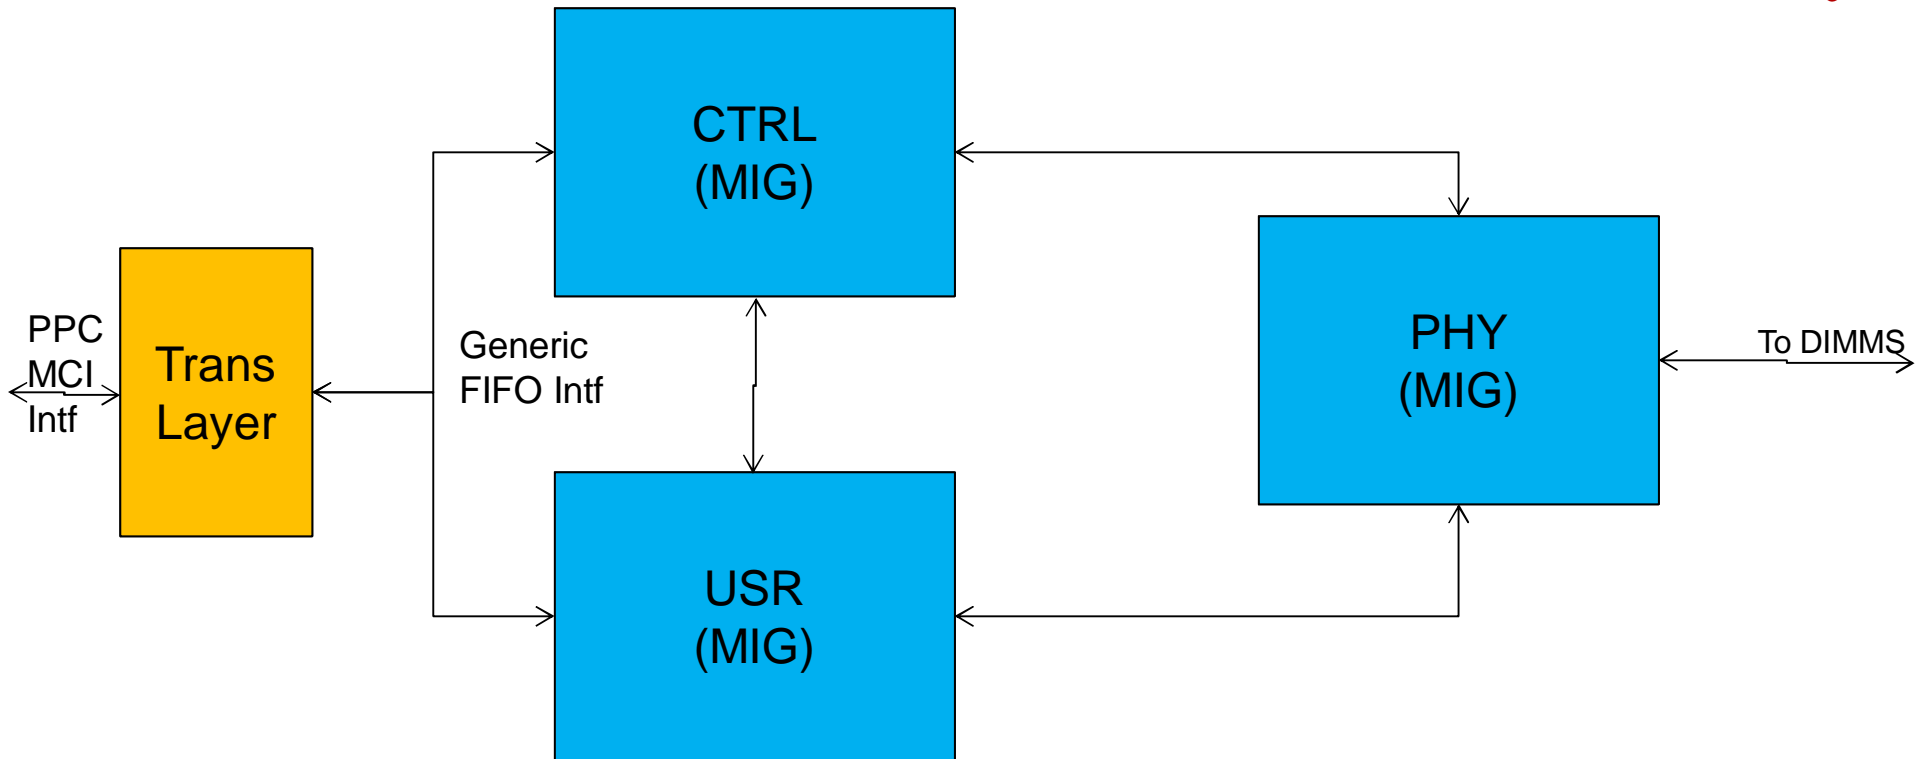 CTRL
(MIG)
PPC
MCI
Intf
Trans
Layer
Generic
FIFO Intf
PHY
(MIG)
To DIMMS
USR
(MIG)